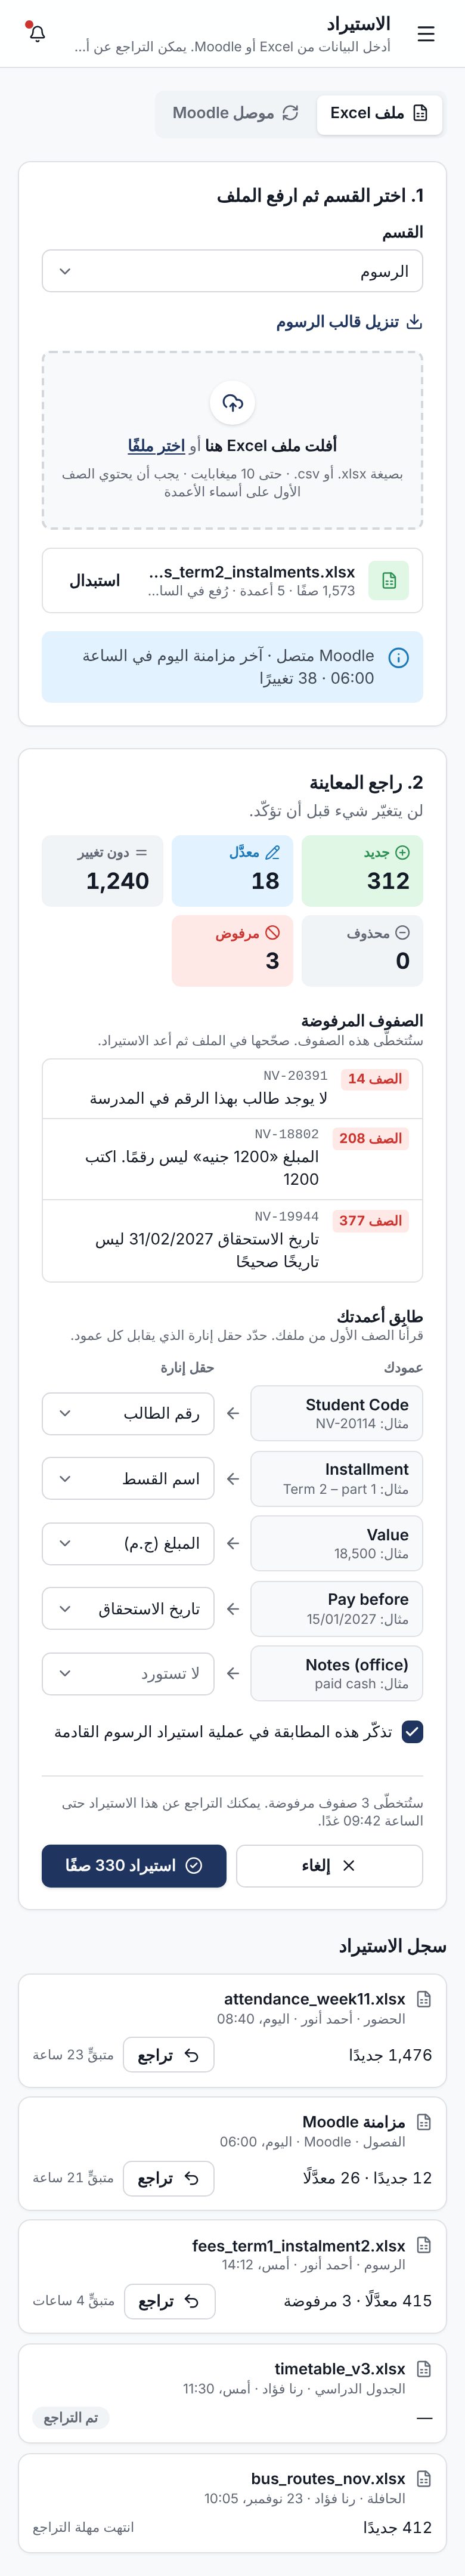 الاستيراد
أدخل البيانات من Excel أو Moodle. يمكن التراجع عن أ...
ملف Excel
موصل Moodle
1. اختر القسم ثم ارفع الملف
القسم
الرسوم
تنزيل قالب الرسوم
أفلت ملف Excel هنا أو اختر ملفًا
بصيغة xlsx. أو csv. · حتى 10 ميغابايت · يجب أن يحتوي الصف
الأول على أسماء الأعمدة
...s_term2_instalments.xlsx
1,573 صفًا · 5 أعمدة · رُفع في السا...
استبدال
Moodle متصل · آخر مزامنة اليوم في الساعة
06:00 · 38 تغييرًا
2. راجع المعاينة
لن يتغيّر شيء قبل أن تؤكّد.
جديد
312
معدَّل
18
دون تغيير
1,240
محذوف
0
مرفوض
3
الصفوف المرفوضة
ستُتخطّى هذه الصفوف. صحّحها في الملف ثم أعد الاستيراد.
الصف 14
NV-20391
لا يوجد طالب بهذا الرقم في المدرسة
الصف 208
NV-18802
المبلغ «1200 جنيه» ليس رقمًا. اكتب
1200
الصف 377
NV-19944
تاريخ الاستحقاق 31/02/2027 ليس
تاريخًا صحيحًا
طابِق أعمدتك
قرأنا الصف الأول من ملفك. حدّد حقل إنارة الذي يقابل كل عمود.
عمودك
حقل إنارة
Student Code
مثال: NV-20114
رقم الطالب
Installment
مثال: Term 2 – part 1
اسم القسط
Value
مثال: 18,500
المبلغ (ج.م)
Pay before
مثال: 15/01/2027
تاريخ الاستحقاق
Notes (office)
مثال: paid cash
لا تستورد
تذكّر هذه المطابقة في عملية استيراد الرسوم القادمة
ستُتخطّى 3 صفوف مرفوضة. يمكنك التراجع عن هذا الاستيراد حتى
الساعة 09:42 غدًا.
إلغاء
استيراد 330 صفًا
سجل الاستيراد
attendance_week11.xlsx
الحضور · أحمد أنور · اليوم، 08:40
1,476 جديدًا
تراجع
متبقٍّ 23 ساعة
مزامنة Moodle
الفصول · Moodle · اليوم، 06:00
12 جديدًا · 26 معدَّلًا
تراجع
متبقٍّ 21 ساعة
fees_term1_instalment2.xlsx
الرسوم · أحمد أنور · أمس، 14:12
415 معدَّلًا · 3 مرفوضة
تراجع
متبقٍّ 4 ساعات
timetable_v3.xlsx
الجدول الدراسي · رنا فؤاد · أمس، 11:30
—
تم التراجع
bus_routes_nov.xlsx
الحافلة · رنا فؤاد · 23 نوفمبر، 10:05
412 جديدًا
انتهت مهلة التراجع